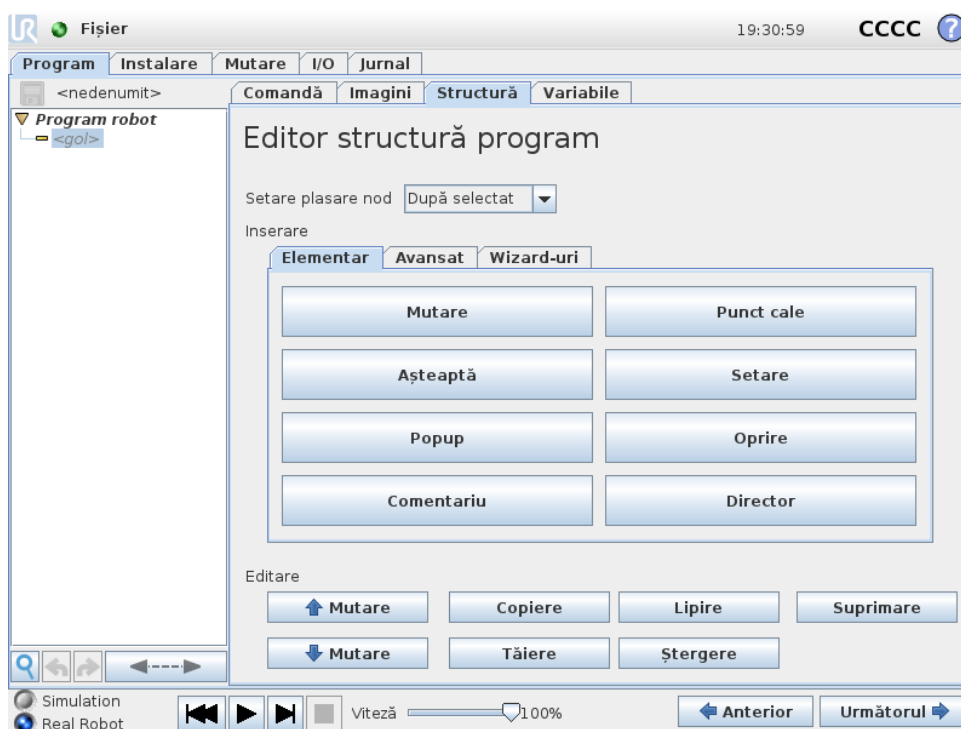 UR Fișier 19:30:59 CCCC ?
Program Instalare Mutare I/O Jurnal
<nedenumit> Comandă Imagini Structură Variabile
Program robot
<gol>
Editor structură program
Setare plasare nod După selectat
Inserare
Elementar Avansat Wizard-uri
Mutare Punct cale
Așteaptă Setare
Popup Oprire
Comentariu Director
Editare
Mutare Copiere Lipire Suprimare
Mutare Tăiere Ștergere
Simulation
Real Robot
Viteză 100% Anterior Următorul